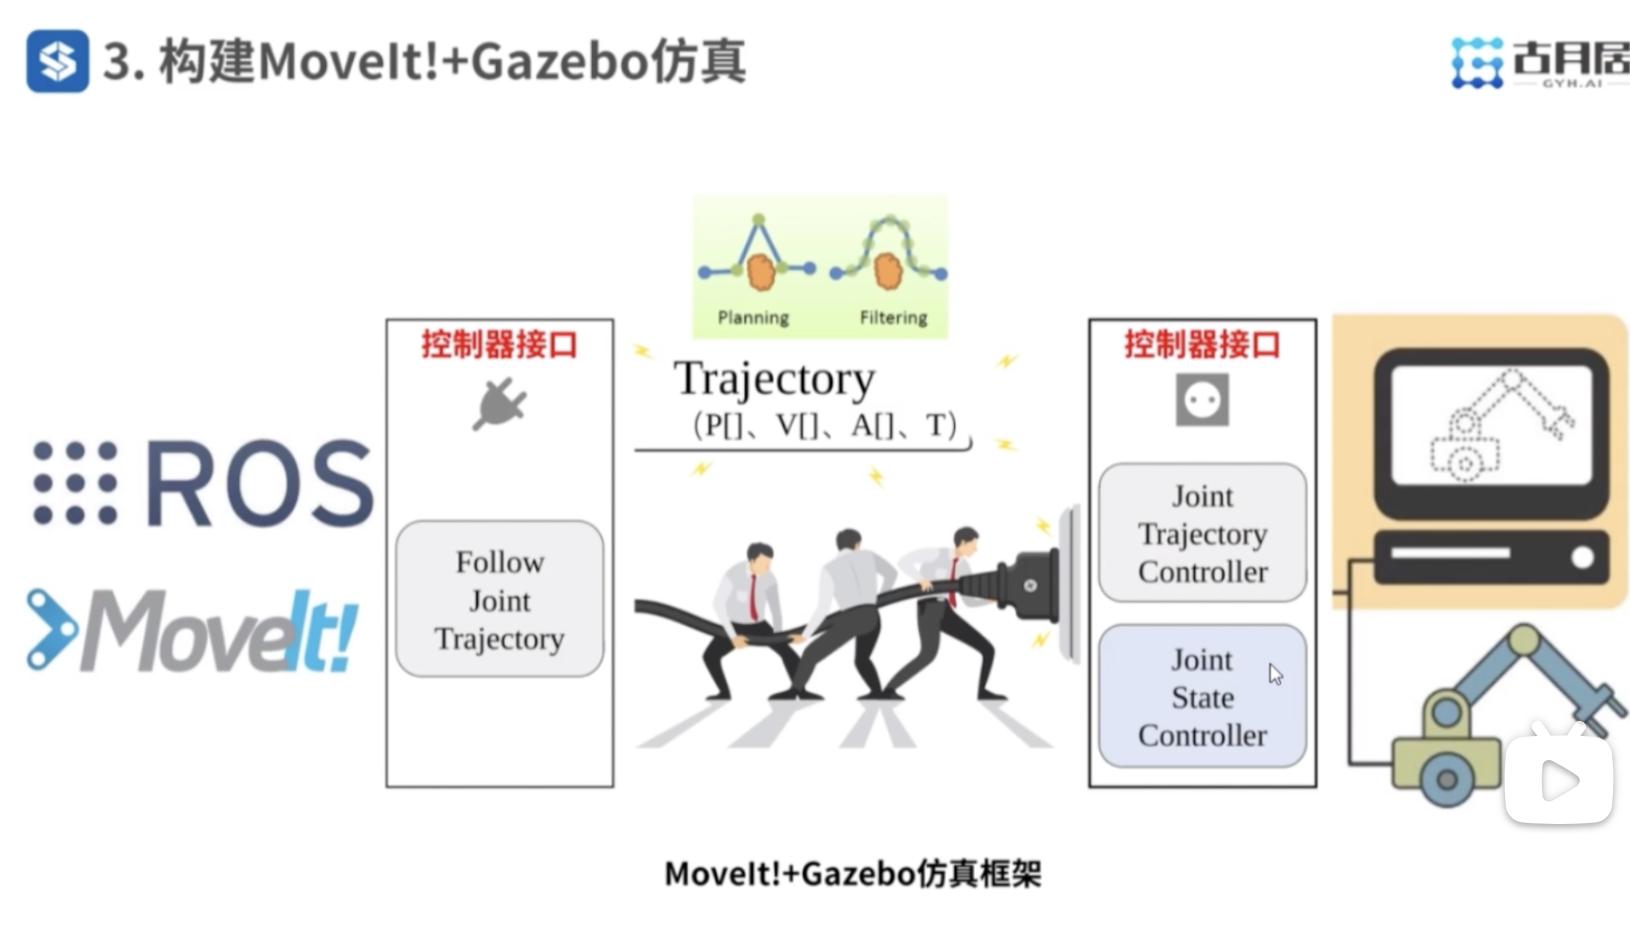 3. 构建MoveIt!+Gazebo仿真
古月居
GYH.AI
Planning
Filtering
控制器接口
Trajectory
（P[]、V[]、A[]、T）
控制器接口
ROS
MoveIt!
Follow
Joint
Trajectory
Joint
Trajectory
Controller
Joint
State
Controller
MoveIt!+Gazebo仿真框架